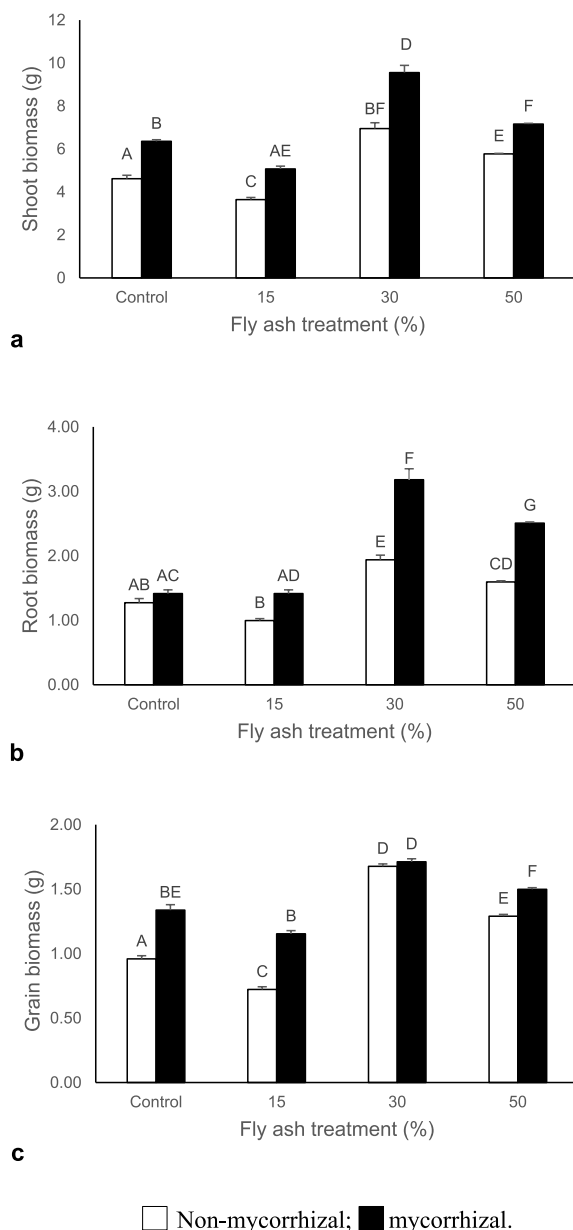 12
10
8
6
4
2
0
Shoot biomass (g)
A
B
C
AE
BF
D
E
F
Control
15
30
50
Fly ash treatment (%)
a
4.00
3.00
2.00
1.00
0.00
Root biomass (g)
AB
AC
B
AD
E
F
CD
G
Control
15
30
50
Fly ash treatment (%)
b
2.00
1.50
1.00
0.50
0.00
Grain biomass (g)
A
BE
C
B
D
D
E
F
Control
15
30
50
Fly ash treatment (%)
c
Non-mycorrhizal; mycorrhizal.